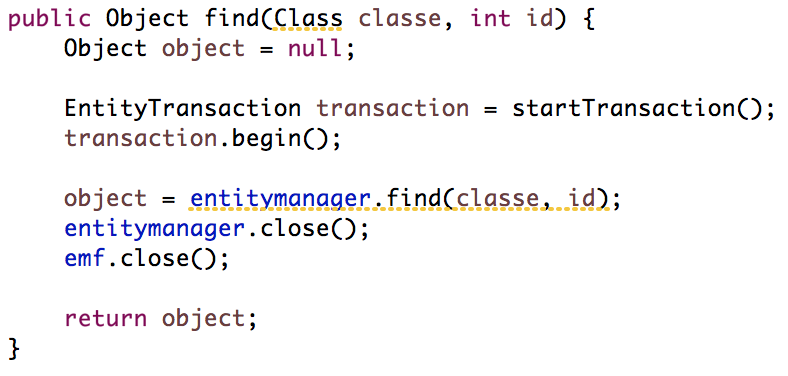 public Object find(Class classe, int id) {
    Object object = null;

    EntityTransaction transaction = startTransaction();
    transaction.begin();

    object = entitymanager.find(classe, id);
    entitymanager.close();
    emf.close();

    return object;
}